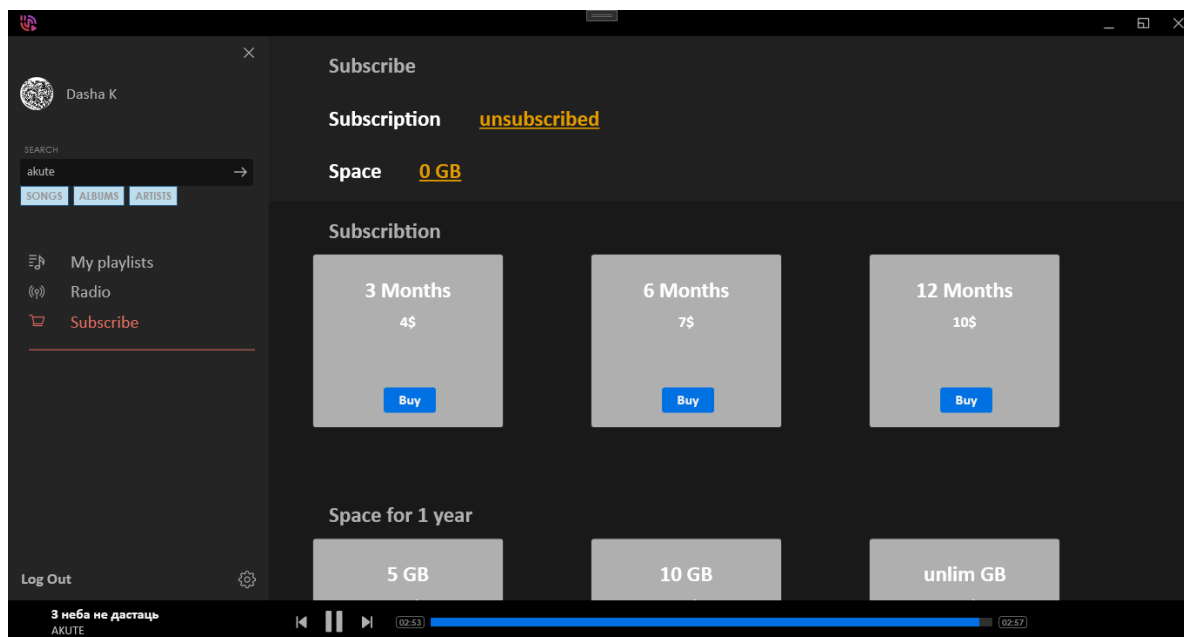 Dasha K
SEARCH
akute
SONGS ALBUMS ARTISTS
My playlists
Radio
Subscribe
Log Out
Subscribe
Subscription unsubscribed
Space 0 GB
Subscribtion
3 Months 6 Months 12 Months
4$ 7$ 10$
Buy Buy Buy
Space for 1 year
5 GB 10 GB unlim GB
З неба не дастаць
AKUTE
02:53 02:57